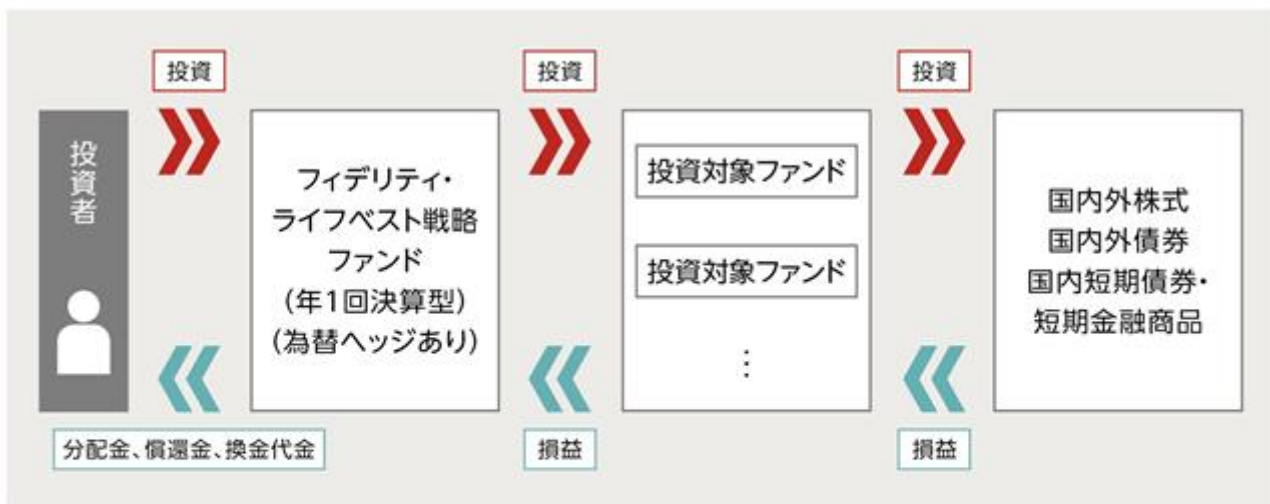 投資
投資
投資
投資者
フィデリティ・
ライフベスト戦略
ファンド
(年1回決算型)
(為替ヘッジあり)
投資対象ファンド
投資対象ファンド
⋮
国内外株式
国内外債券
国内短期債券・
短期金融商品
分配金、償還金、換金代金
損益
損益